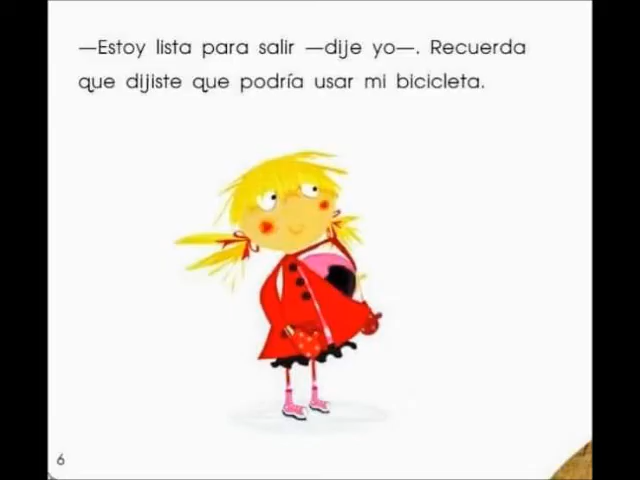 —Estoy lista para salir —dije yo—. Recuerda
que dijiste que podría usar mi bicicleta.
6